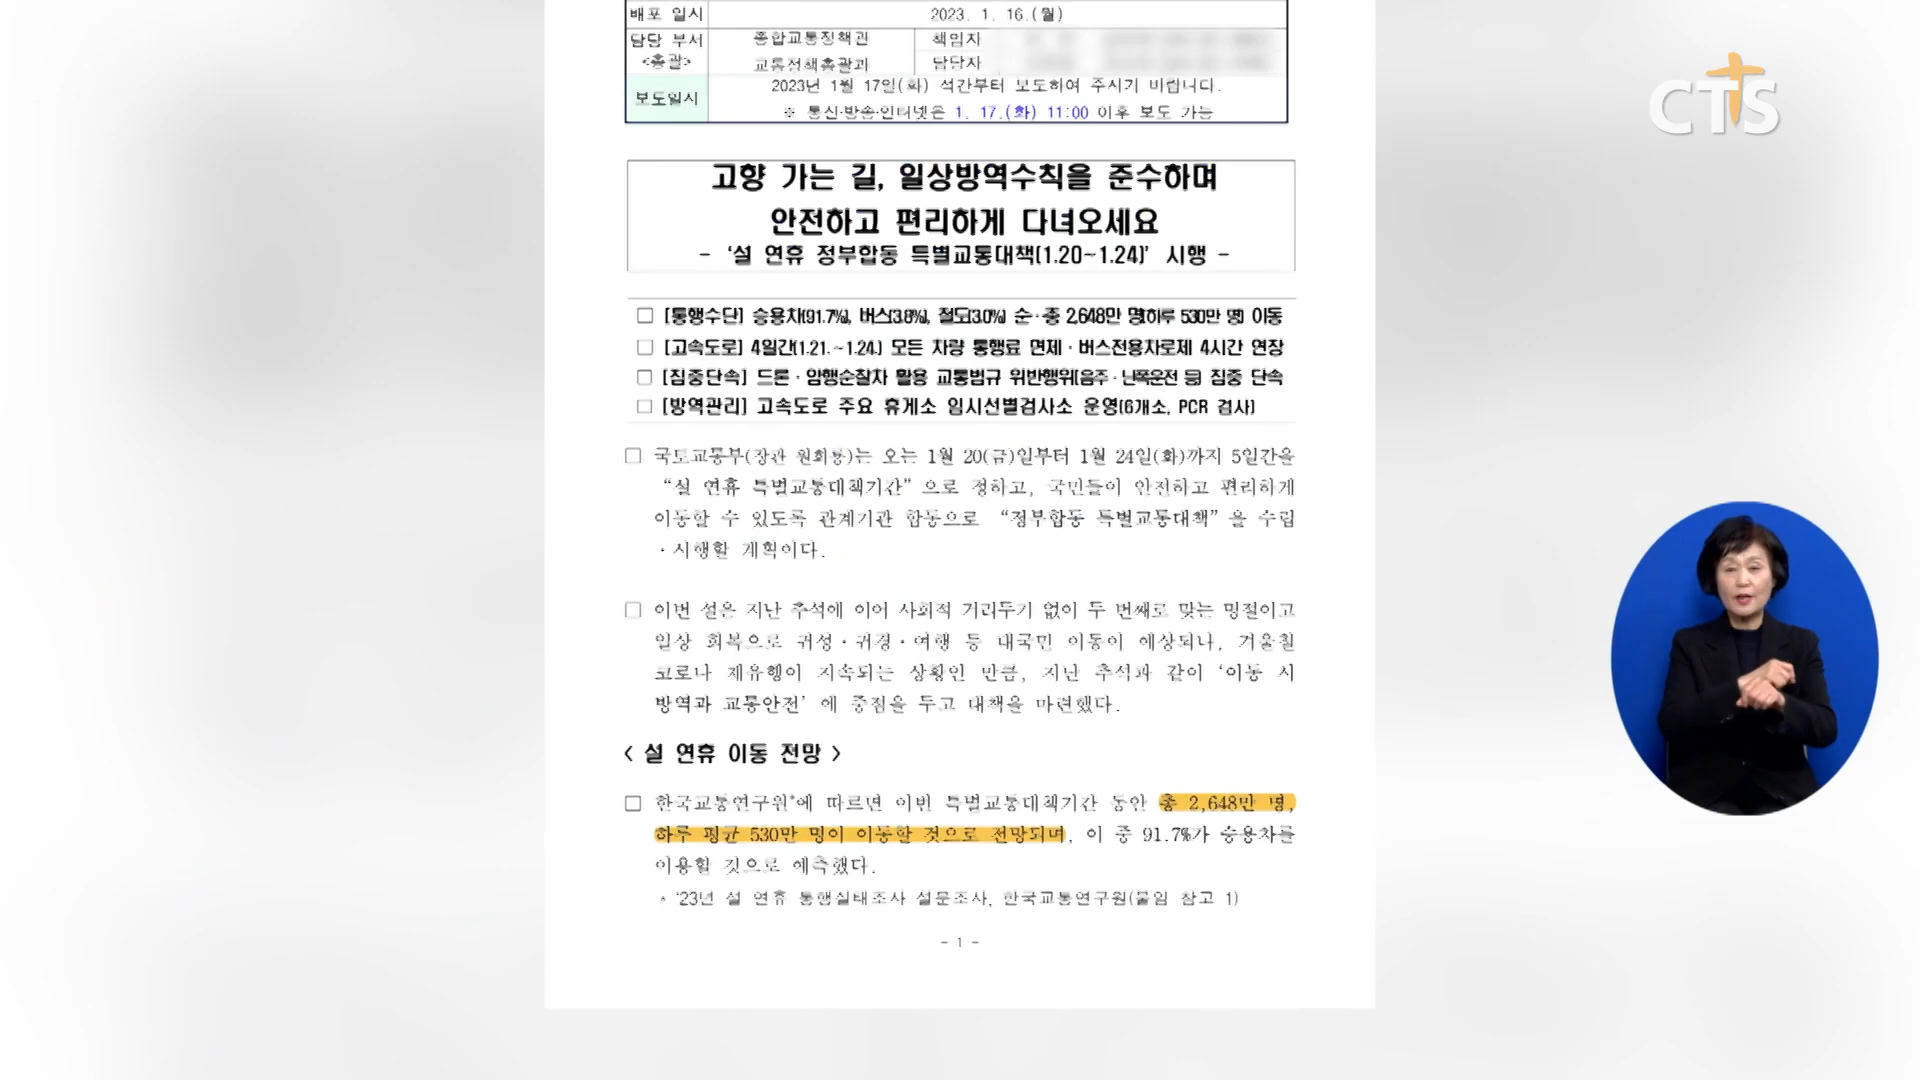 배포 일시 2023. 1. 16.(월)
담당 부서 종합교통정책관 책임자
<총괄> 교통정책총괄과 담당자
보도일시 2023년 1월 17일(화) 석간부터 보도하여 주시기 바랍니다.
※ 통신·방송·인터넷은 1. 17.(화) 11:00 이후 보도 가능
CTS
고향 가는 길, 일상방역수칙을 준수하며
안전하고 편리하게 다녀오세요
- ‘설 연휴 정부합동 특별교통대책(1.20~1.24)’ 시행 -
□ [통행수단] 승용차(91.7%), 버스(3.8%), 철도(3.0%) 순·총 2,648만 명(하루 530만 명) 이동
□ [고속도로] 4일간(1.21.~1.24.) 모든 차량 통행료 면제·버스전용차로제 4시간 연장
□ [집중단속] 드론·암행순찰차 활용 교통법규 위반행위(음주·난폭운전 등) 집중 단속
□ [방역관리] 고속도로 주요 휴게소 임시선별검사소 운영(6개소, PCR 검사)
□ 국토교통부(장관 원희룡)는 오는 1월 20(금)일부터 1월 24일(화)까지 5일간을
“설 연휴 특별교통대책기간” 으로 정하고, 국민들이 안전하고 편리하게
이동할 수 있도록 관계기관 합동으로 “정부합동 특별교통대책” 을 수립
·시행할 계획이다.
□ 이번 설은 지난 추석에 이어 사회적 거리두기 없이 두 번째로 맞는 명절이고
일상 회복으로 귀성·귀경·여행 등 대국민 이동이 예상되나, 겨울철
코로나 재유행이 지속되는 상황인 만큼, 지난 추석과 같이 ‘이동 시
방역과 교통안전’ 에 중점을 두고 대책을 마련했다.
< 설 연휴 이동 전망 >
□ 한국교통연구원*에 따르면 이번 특별교통대책기간 동안 총 2,648만 명,
하루 평균 530만 명이 이동할 것으로 전망되며, 이 중 91.7%가 승용차를
이용할 것으로 예측했다.
* ‘23년 설 연휴 통행실태조사 설문조사, 한국교통연구원(붙임 참고 1)
- 1 -